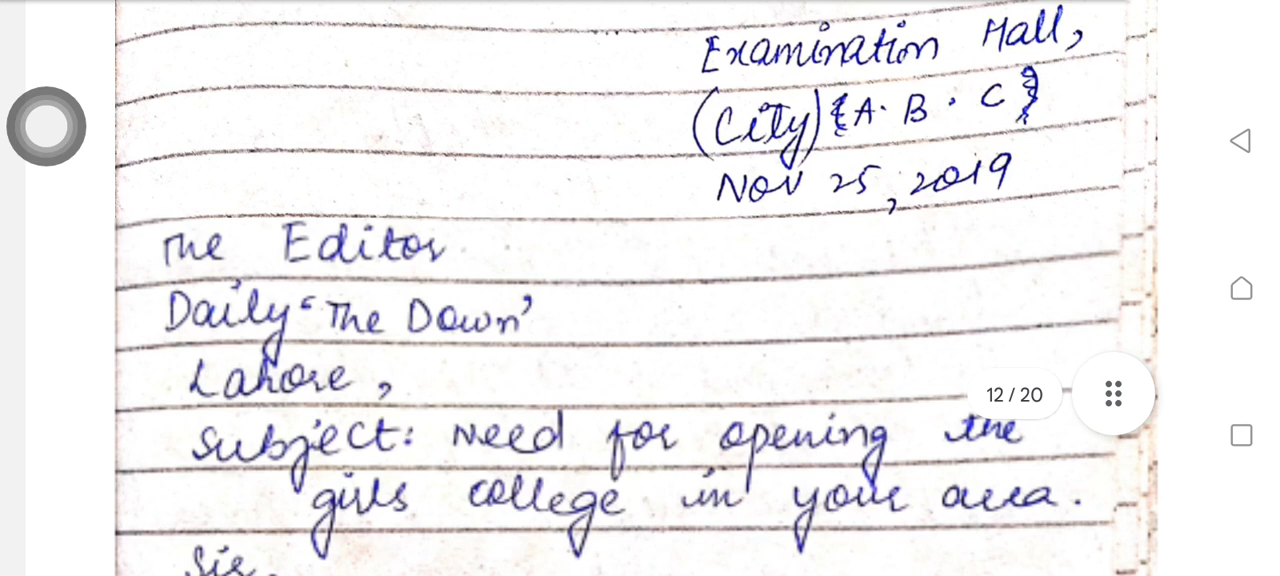 Examination Hall,
(City) {A. B. C}
Nov 25, 2019
The Editor
Daily "The Dawn"
Lahore,
Subject: Need for opening the
girls college in your area.
Sir,
12 / 20